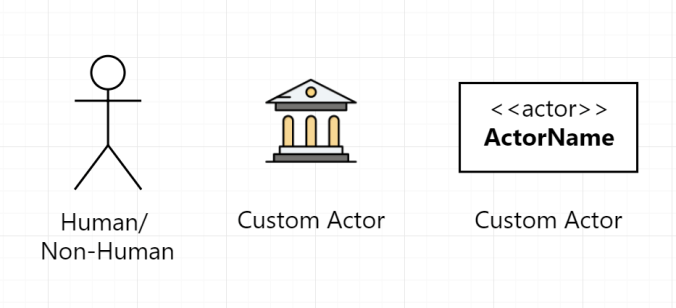 <<actor>>
ActorName
Human/
Non-Human
Custom Actor
Custom Actor